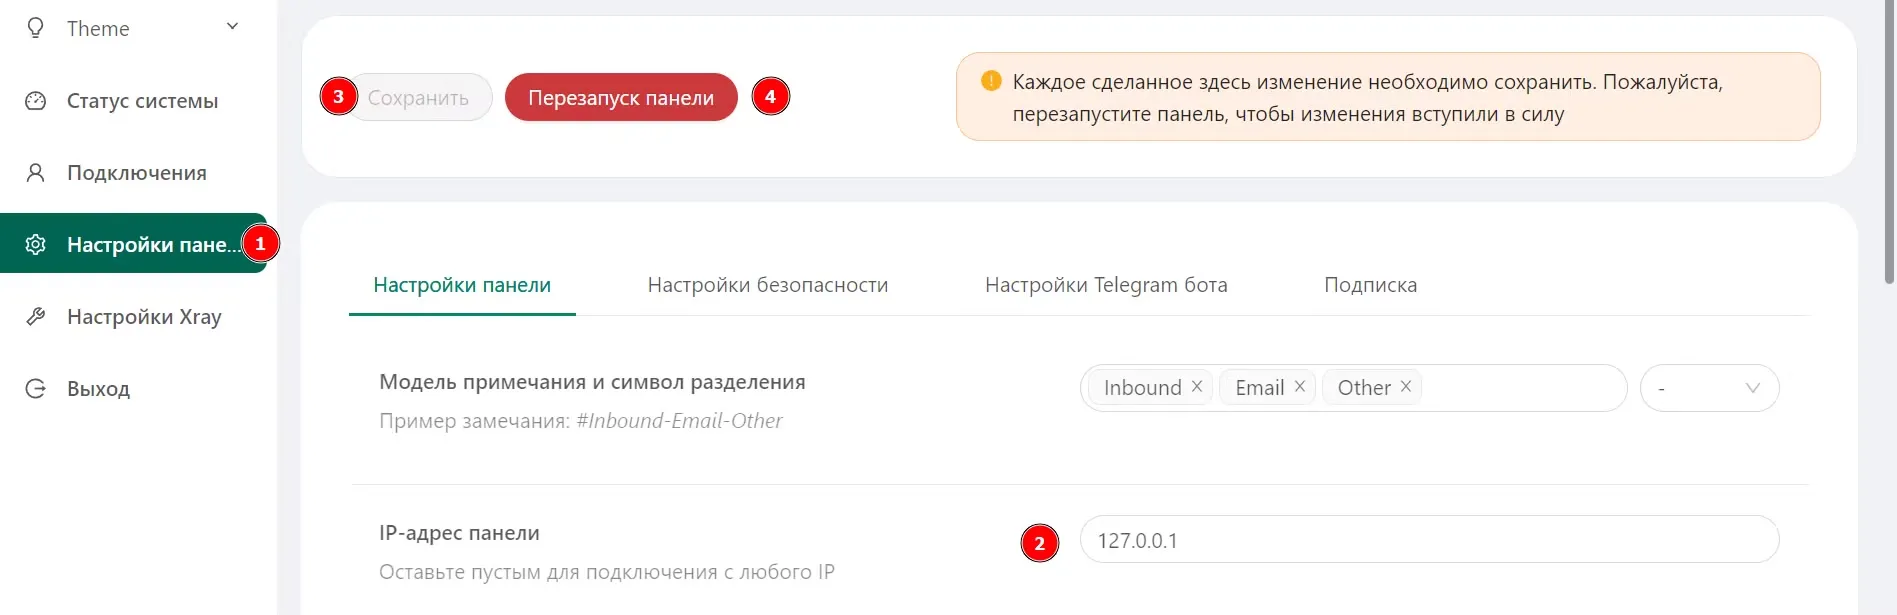 Theme
Статус системы
Подключения
Настройки пане...
1
Настройки Xray
Выход
3
Сохранить
Перезапуск панели
4
Каждое сделанное здесь изменение необходимо сохранить. Пожалуйста,
перезапустите панель, чтобы изменения вступили в силу
Настройки панели
Настройки безопасности
Настройки Telegram бота
Подписка
Модель примечания и символ разделения
Пример замечания: #Inbound-Email-Other
Inbound
Email
Other
-
IP-адрес панели
Оставьте пустым для подключения с любого IP
2
127.0.0.1